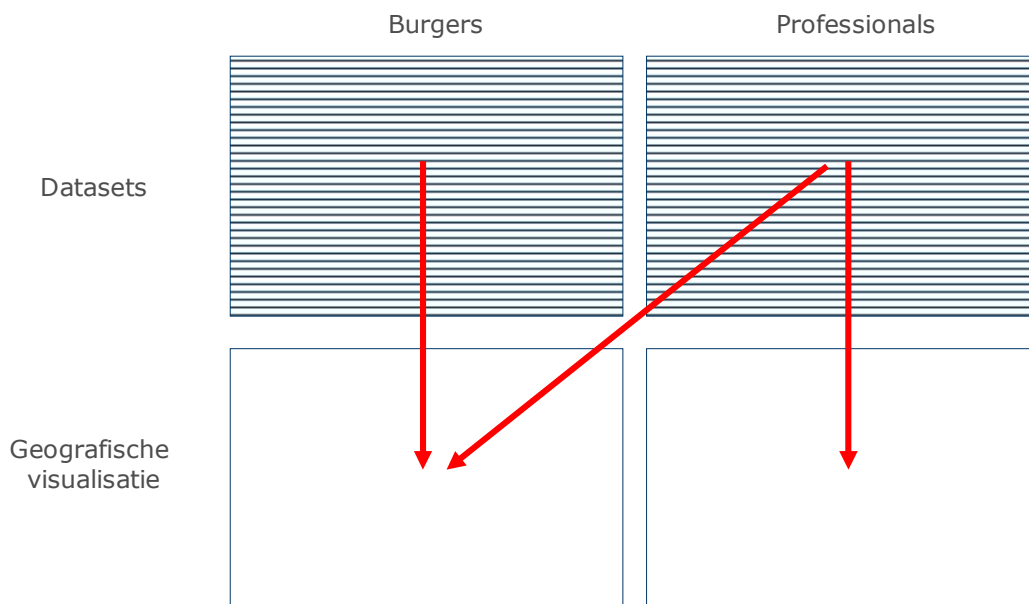 Burgers
Professionals
Datasets
Geografische
visualisatie